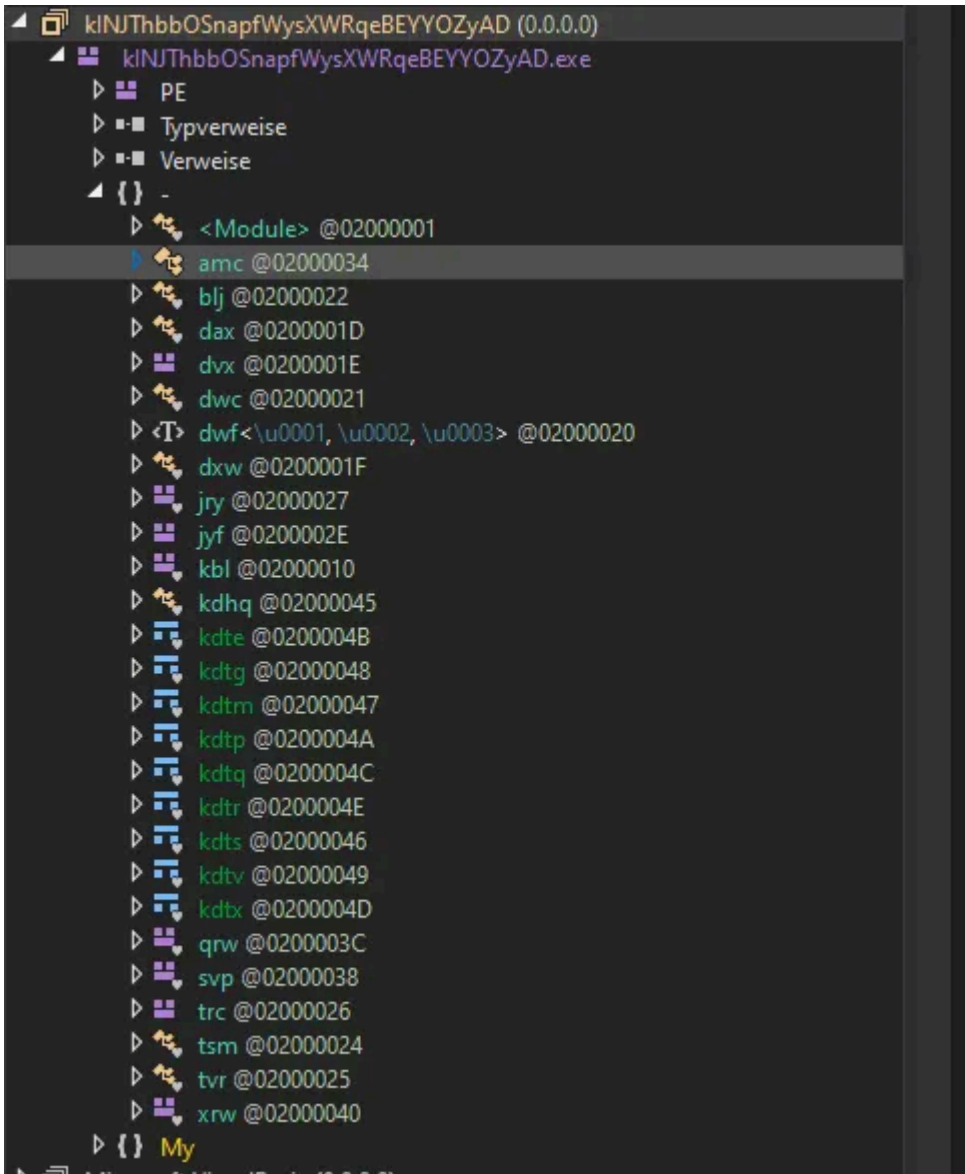 klNJThbbOSnapfWysXWRqeBEYYOZyAD (0.0.0.0)
klNJThbbOSnapfWysXWRqeBEYYOZyAD.exe
PE
Typverweise
Verweise
{ } -
<Module> @02000001
amc @02000034
blj @02000022
dax @0200001D
dvx @0200001E
dwc @02000021
<T> dwf<\u0001, \u0002, \u0003> @02000020
dxw @0200001F
jry @02000027
jyf @0200002E
kbl @02000010
kdhq @02000045
kdte @0200004B
kdtg @02000048
kdtm @02000047
kdtp @0200004A
kdtq @0200004C
kdtr @0200004E
kdts @02000046
kdtv @02000049
kdtx @0200004D
qrw @0200003C
svp @02000038
trc @02000026
tsm @02000024
tvr @02000025
xrw @02000040
{ } My